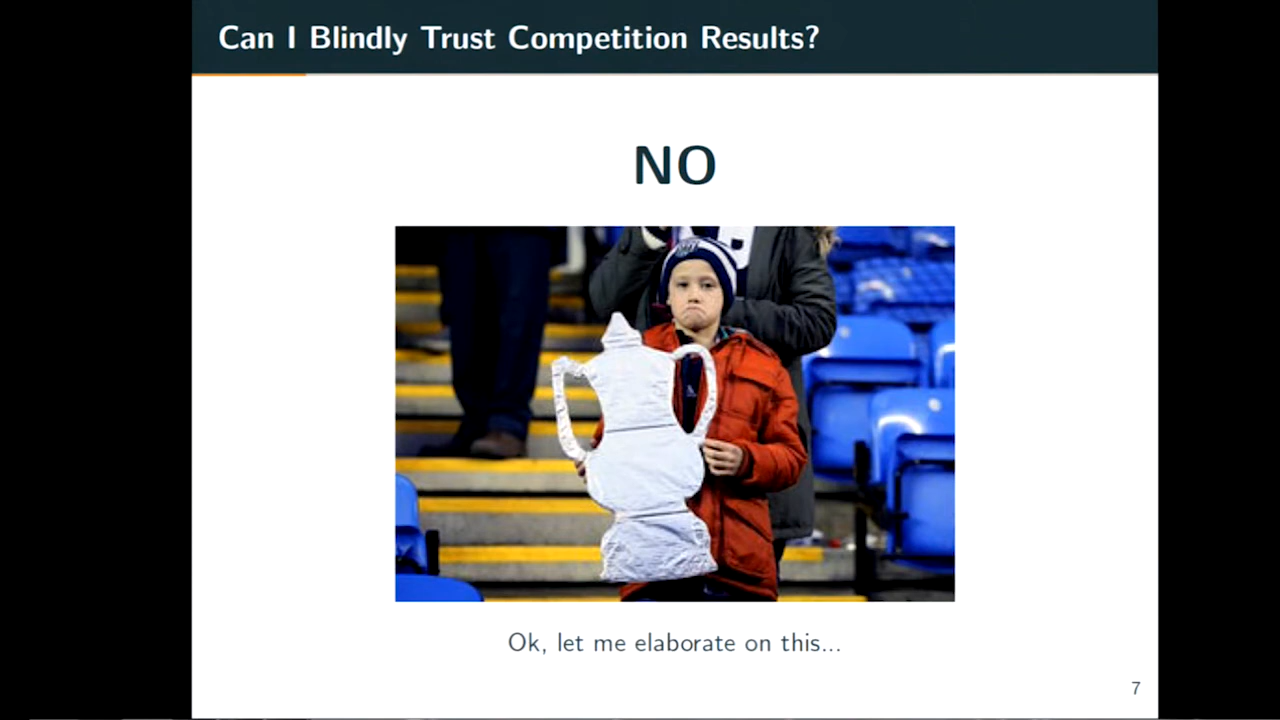 Can I Blindly Trust Competition Results?
NO
Ok, let me elaborate on this...
7